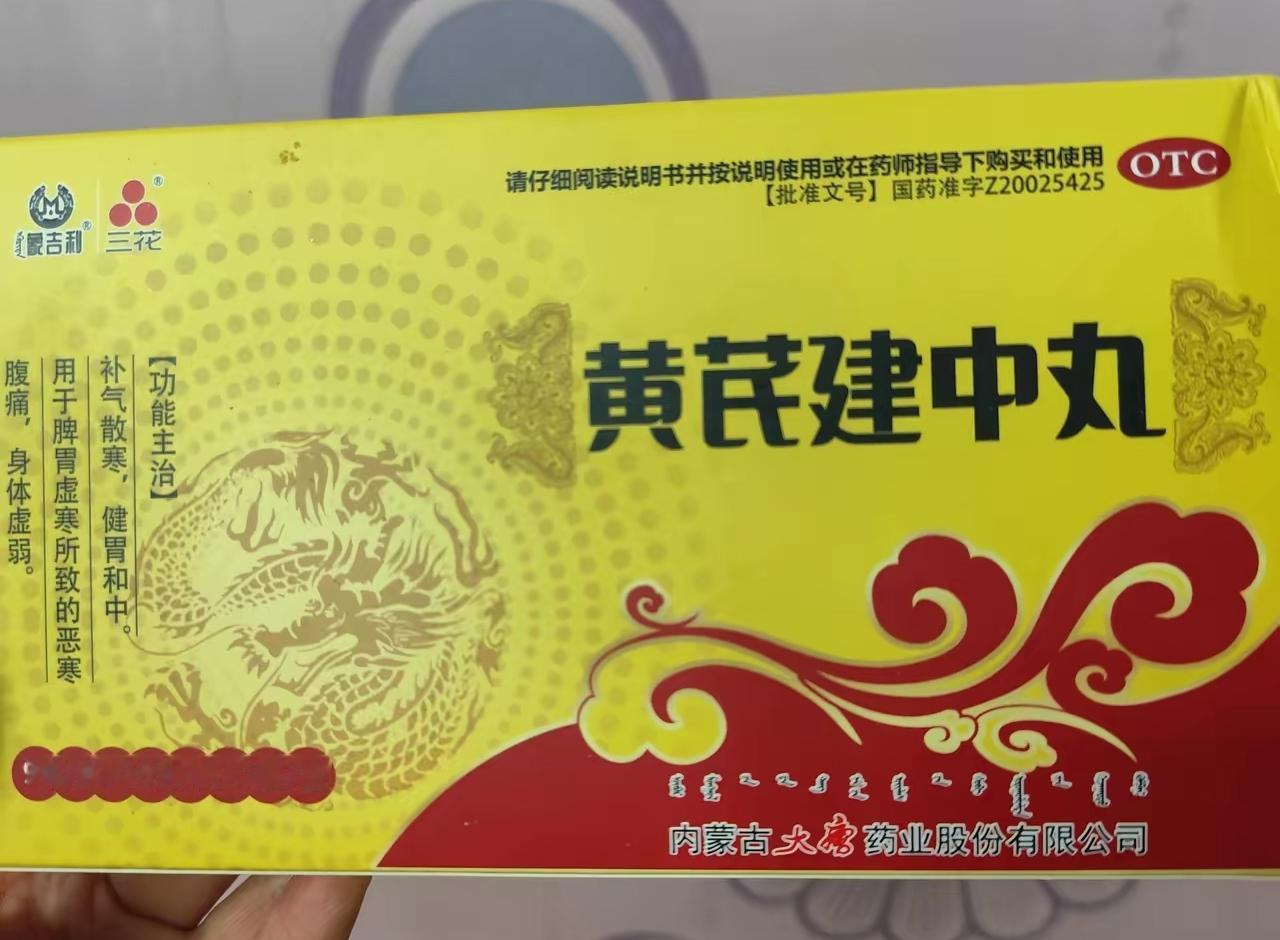 请仔细阅读说明书并按说明使用或在药师指导下购买和使用
【批准文号】国药准字Z20025425
OTC
蒙吉利®
三花®
黄芪建中丸
【功能主治】
补气散寒，健胃和中。
用于脾胃虚寒所致的恶寒
腹痛，身体虚弱。
内蒙古大唐药业股份有限公司